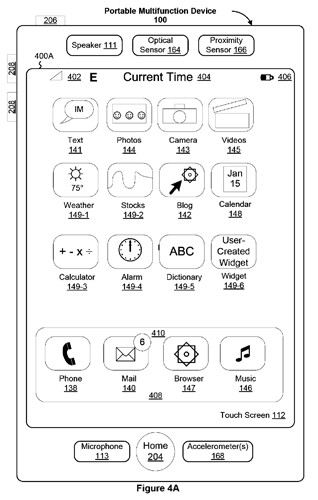 Portable Multifunction Device
100
206
Speaker 111
Optical
Sensor 164
Proximity
Sensor 166
208
400A
402
E
Current Time 404
406
208
IM
Text
141
Photos
144
Camera
143
Videos
145
75°
Jan
15
Weather
149-1
Stocks
149-2
Blog
142
Calendar
148
+ - x ÷
ABC
User-
Created
Widget
Calculator
149-3
Alarm
149-4
Dictionary
149-5
Widget
149-6
410
6
Phone
138
Mail
140
Browser
147
Music
146
408
Touch Screen 112
Microphone
113
Home
204
Accelerometer(s)
168
Figure 4A